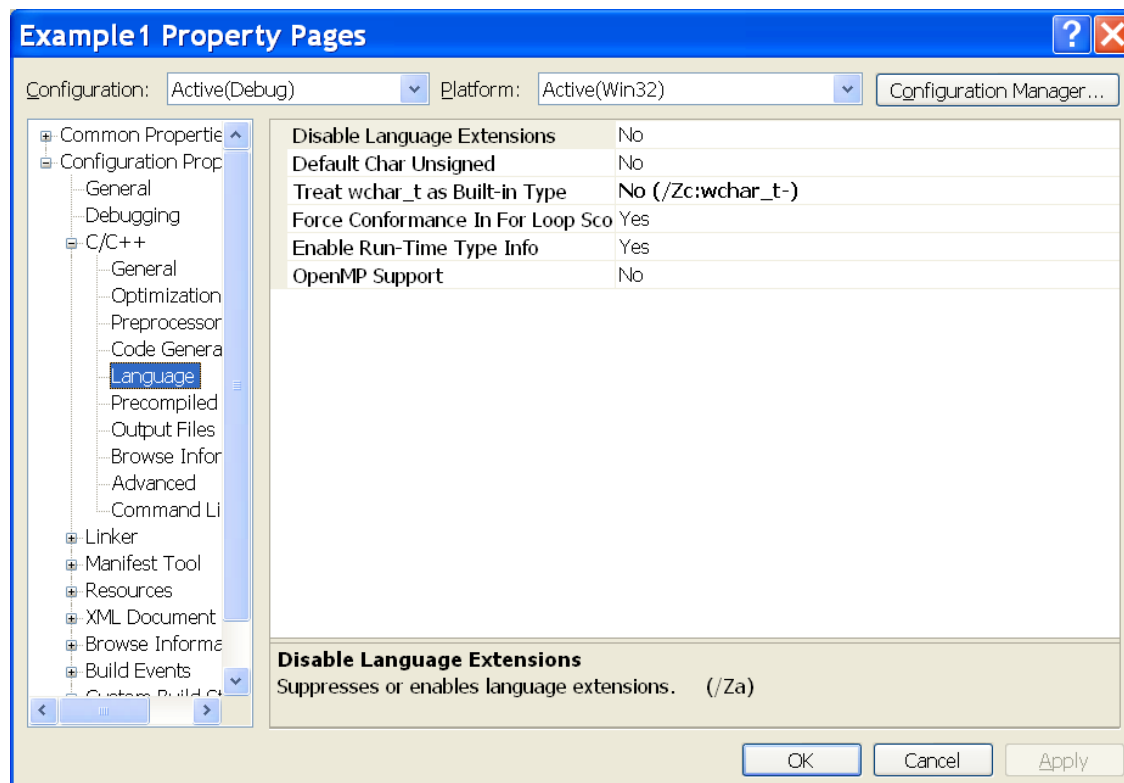 Example1 Property Pages
Configuration: Active(Debug) Platform: Active(Win32) Configuration Manager...
Common Propertie
Configuration Prop
General
Debugging
C/C++
General
Optimization
Preprocessor
Code Genera
Language
Precompiled
Output Files
Browse Infor
Advanced
Command Li
Linker
Manifest Tool
Resources
XML Document
Browse Informa
Build Events
Custom Build St
Disable Language Extensions No
Default Char Unsigned No
Treat wchar_t as Built-in Type No (/Zc:wchar_t-)
Force Conformance In For Loop Sco Yes
Enable Run-Time Type Info Yes
OpenMP Support No
Disable Language Extensions
Suppresses or enables language extensions. (/Za)
OK Cancel Apply